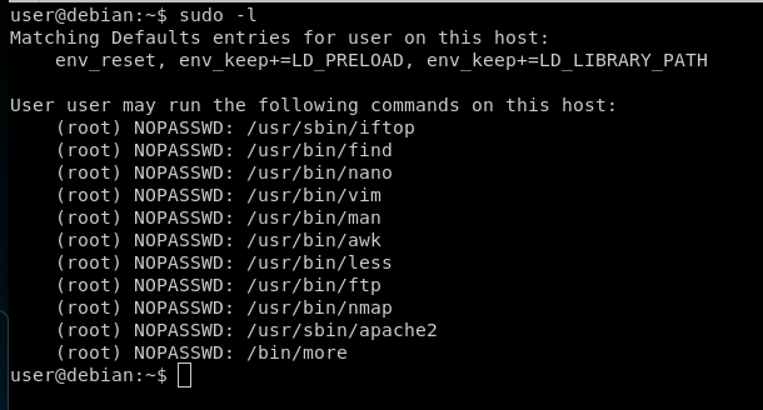 user@debian:~$ sudo -l
Matching Defaults entries for user on this host:
    env_reset, env_keep+=LD_PRELOAD, env_keep+=LD_LIBRARY_PATH

User user may run the following commands on this host:
    (root) NOPASSWD: /usr/sbin/iftop
    (root) NOPASSWD: /usr/bin/find
    (root) NOPASSWD: /usr/bin/nano
    (root) NOPASSWD: /usr/bin/vim
    (root) NOPASSWD: /usr/bin/man
    (root) NOPASSWD: /usr/bin/awk
    (root) NOPASSWD: /usr/bin/less
    (root) NOPASSWD: /usr/bin/ftp
    (root) NOPASSWD: /usr/bin/nmap
    (root) NOPASSWD: /usr/sbin/apache2
    (root) NOPASSWD: /bin/more
user@debian:~$